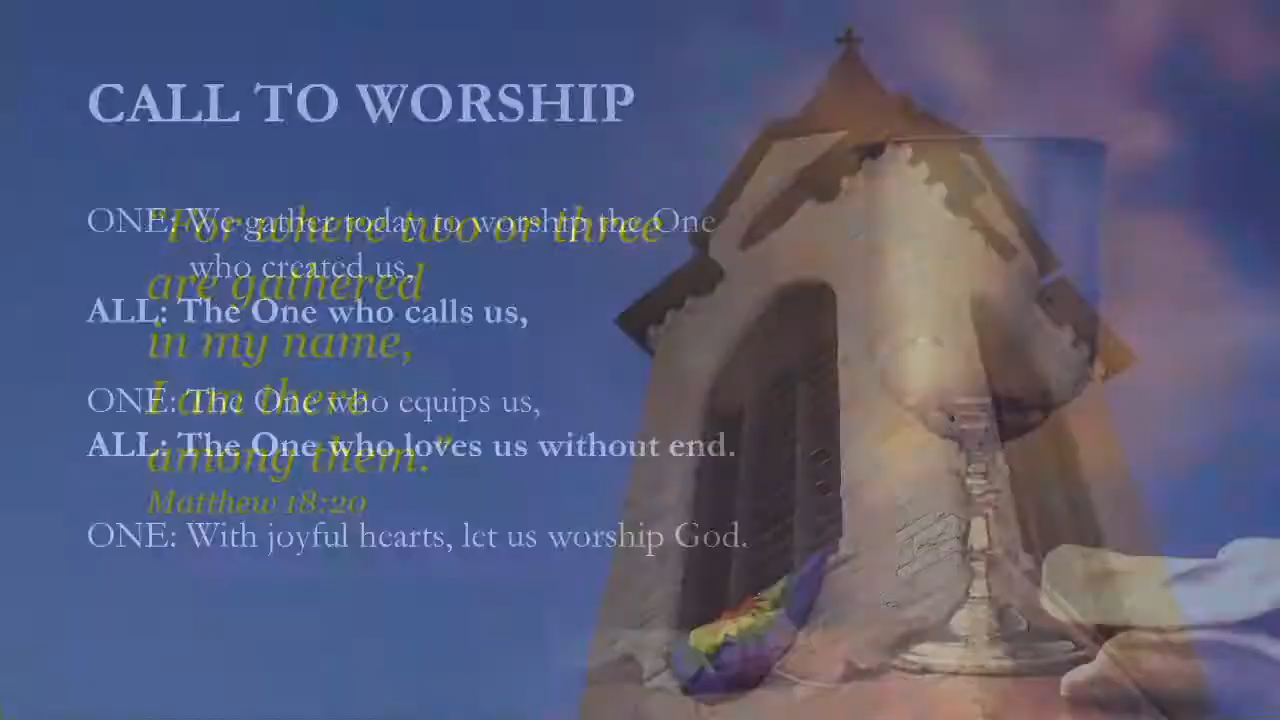 CALL TO WORSHIP
ONE: We gather today to worship the One
who created us,
ALL: The One who calls us,
ONE: The One who equips us,
ALL: The One who loves us without end.
ONE: With joyful hearts, let us worship God.
"For where two or three
are gathered
in my name,
I am there
among them."
Matthew 18:20